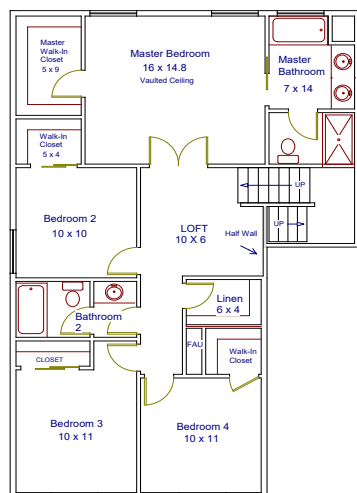 Master
Walk-In
Closet
5 x 9
Master Bedroom
16 x 14.8
Vaulted Ceiling
Master
Bathroom
7 x 14
Walk-In
Closet
5 x 4
UP
Bedroom 2
10 x 10
LOFT
10 X 6
UP
Half Wall
Linen
6 x 4
Bathroom
2
CLOSET
FAU
Walk-In
Closet
Bedroom 3
10 x 11
Bedroom 4
10 x 11